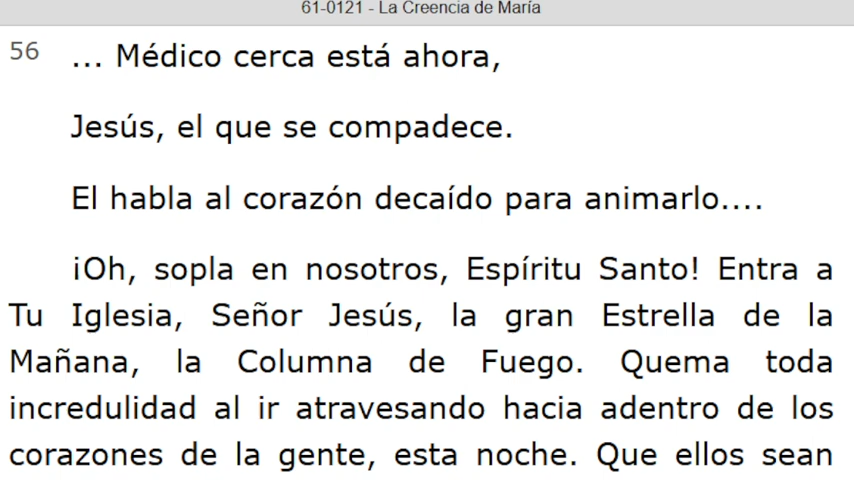 61-0121 - La Creencia de María
56 ... Médico cerca está ahora,
Jesús, el que se compadece.
El habla al corazón decaído para animarlo....
¡Oh, sopla en nosotros, Espíritu Santo! Entra a
Tu Iglesia, Señor Jesús, la gran Estrella de la
Mañana, la Columna de Fuego. Quema toda
incredulidad al ir atravesando hacia adentro de los
corazones de la gente, esta noche. Que ellos sean